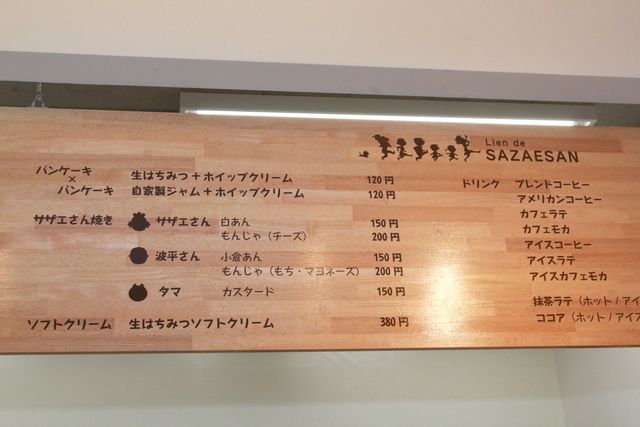 Lien de
SAZAESAN
パンケーキ
×
パンケーキ
生はちみつ＋ホイップクリーム 120円
自家製ジャム＋ホイップクリーム 120円
サザエさん焼き サザエさん 白あん 150円
もんじゃ（チーズ） 200円
波平さん 小倉あん 150円
もんじゃ（もち・マヨネーズ） 200円
タマ カスタード 150円
ソフトクリーム 生はちみつソフトクリーム 380円
ドリンク ブレンドコーヒー
アメリカンコーヒー
カフェラテ
カフェモカ
アイスコーヒー
アイスラテ
アイスカフェモカ
抹茶ラテ（ホット / アイ
ココア（ホット / アイス